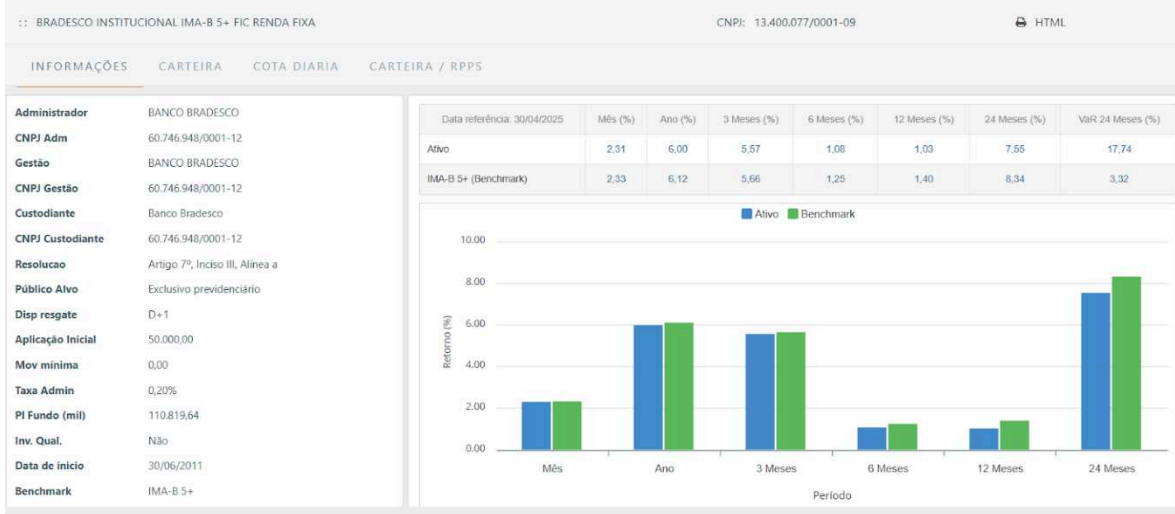 :: BRADESCO INSTITUCIONAL IMA-B 5+ FIC RENDA FIXA CNPJ: 13.400.077/0001-09 HTML
INFORMAÇÕES CARTEIRA COTA DIARIA CARTEIRA / RPPS
Administrador BANCO BRADESCO
CNPJ Adm 60.746.948/0001-12
Gestão BANCO BRADESCO
CNPJ Gestão 60.746.948/0001-12
Custodiante Banco Bradesco
CNPJ Custodiante 60.746.948/0001-12
Resolucao Artigo 7º, Inciso III, Alínea a
Público Alvo Exclusivo previdenciário
Disp resgate D+1
Aplicação Inicial 50.000,00
Mov mínima 0,00
Taxa Admin 0,20%
Pl Fundo (mil) 110.819,64
Inv. Qual. Não
Data de inicio 30/06/2011
Benchmark IMA-B 5+
Data referência: 30/04/2025 Mês (%) Ano (%) 3 Meses (%) 6 Meses (%) 12 Meses (%) 24 Meses (%) VaR 24 Meses (%)
Ativo 2,31 6,00 5,57 1,08 1,03 7,55 17,74
IMA-B 5+ (Benchmark) 2,33 6,12 5,66 1,25 1,40 8,34 3,32
Ativo Benchmark
Retorno (%)
10.00
8.00
6.00
4.00
2.00
0.00
Mês Ano 3 Meses 6 Meses 12 Meses 24 Meses
Período